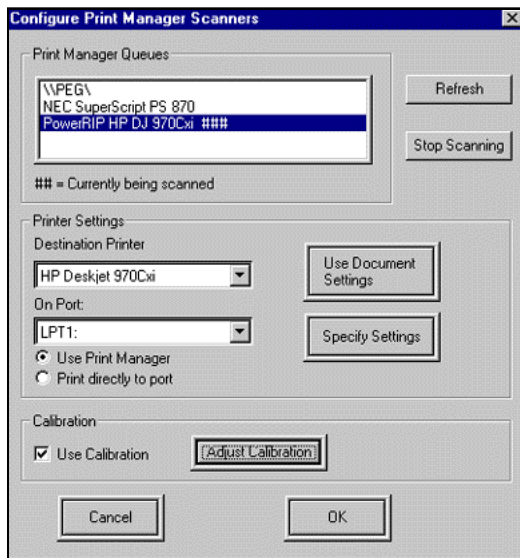 Configure Print Manager Scanners
Print Manager Queues
\\PEG\
NEC SuperScript PS 870
PowerRIP HP DJ 970Cxi ###
## = Currently being scanned
Refresh
Stop Scanning
Printer Settings
Destination Printer
HP Deskjet 970Cxi
On Port:
LPT1:
Use Print Manager
Print directly to port
Use Document
Settings
Specify Settings
Calibration
Use Calibration
Adjust Calibration
Cancel
OK